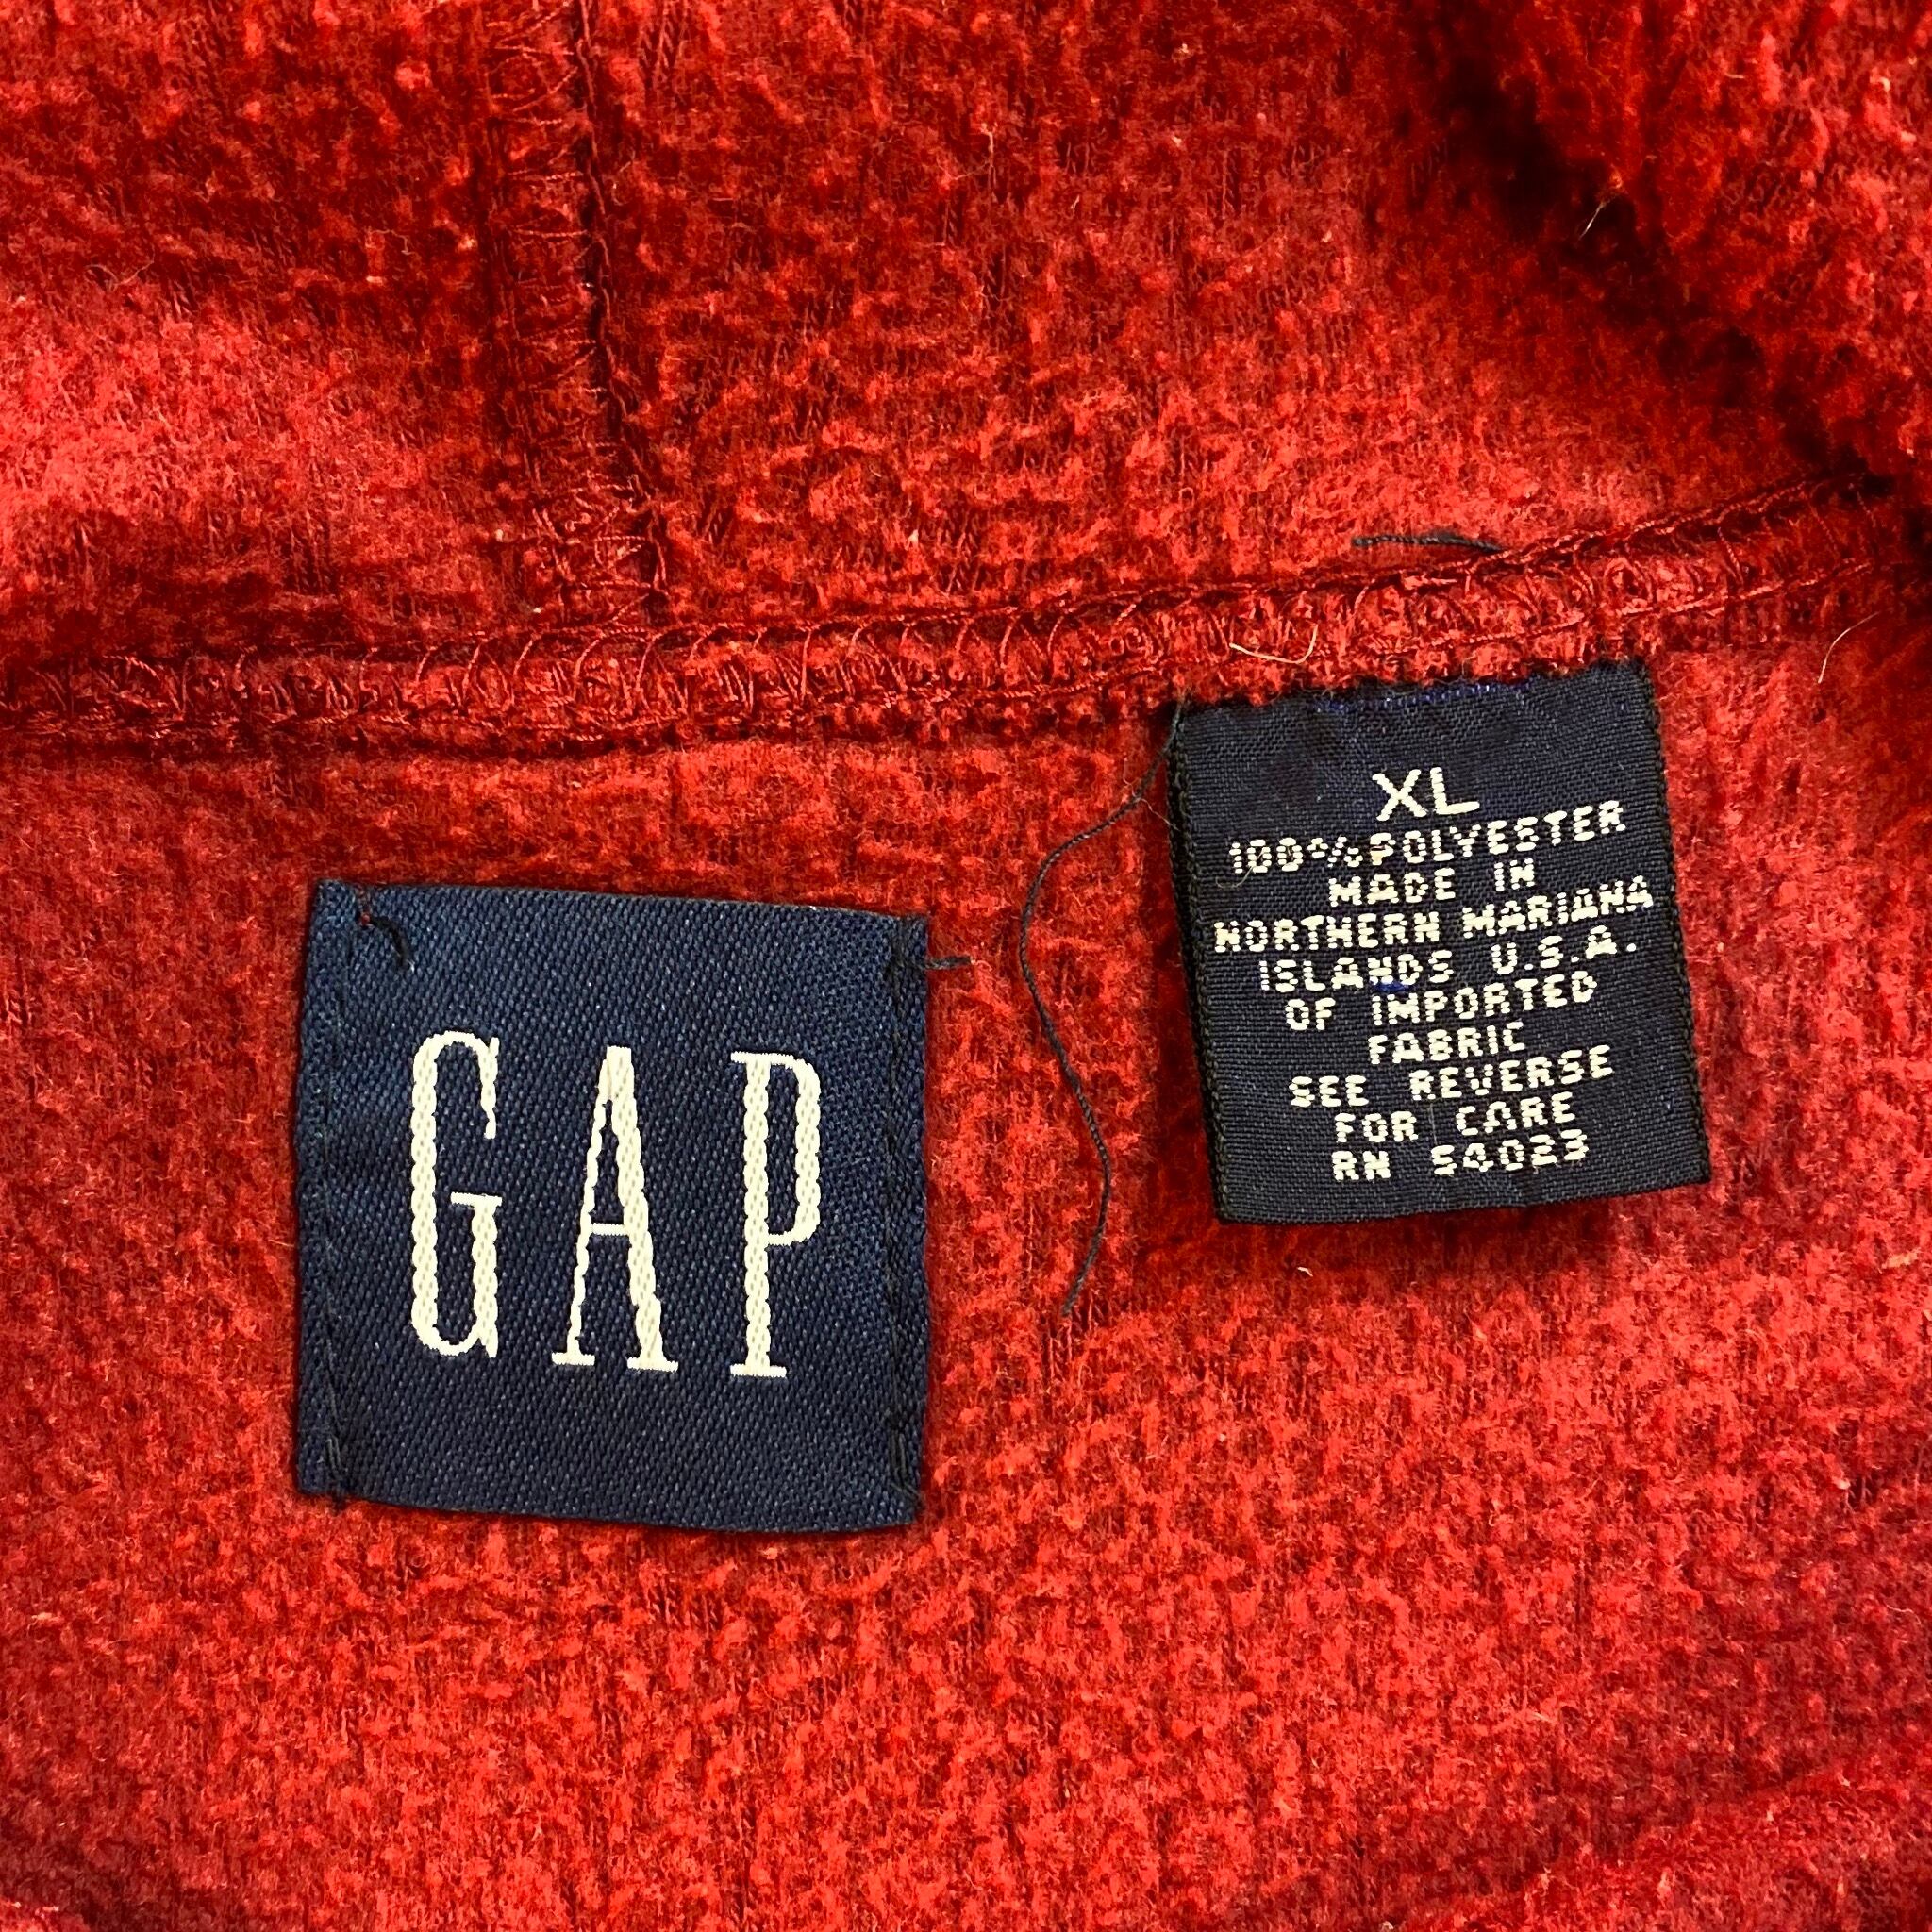 GAP
XL
100% POLYESTER
MADE IN
NORTHERN MARIANA
ISLANDS U.S.A.
OF IMPORTED
FABRIC
SEE REVERSE
FOR CARE
RN 54023